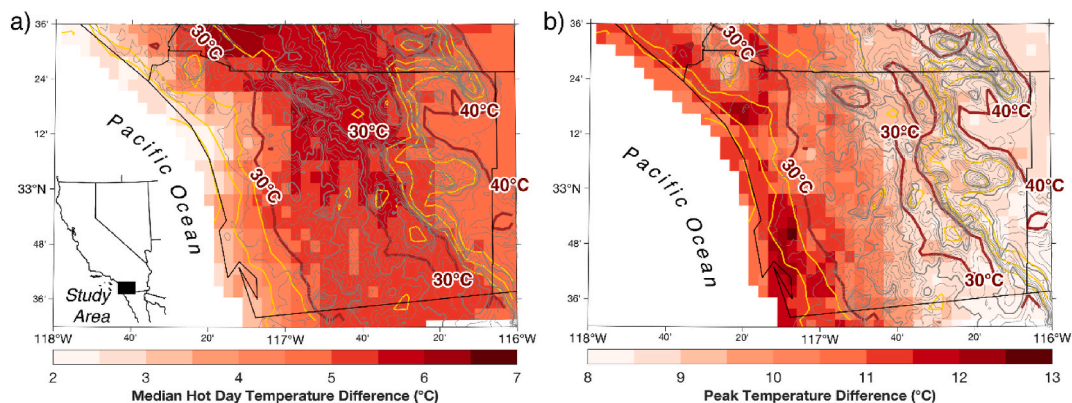 a)
36'
30°C
24'
40°C
12'
30°C
Pacific Ocean
33°N
30°C
40°C
48'
30°C
Study
Area
36'
118°W
40'
20'
117°W
40'
20'
116°W
2
3
4
5
6
7
Median Hot Day Temperature Difference (°C)
b)
36'
30°C
24'
40°C
12'
30°C
Pacific Ocean
33°N
30°C
40°C
48'
30°C
36'
118°W
40'
20'
117°W
40'
20'
116°W
8
9
10
11
12
13
Peak Temperature Difference (°C)